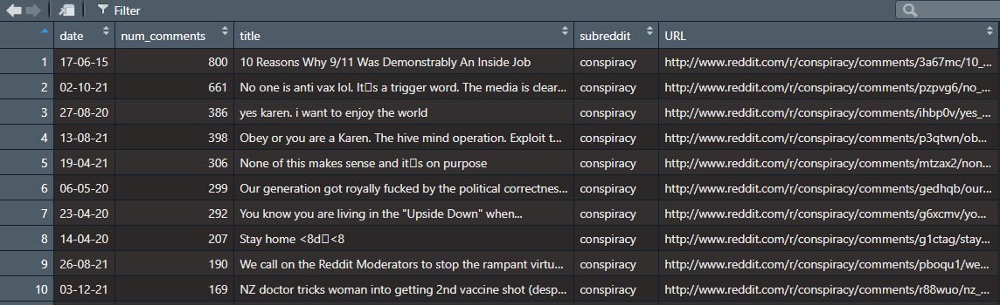 Filter
date num_comments title subreddit URL
1 17-06-15 800 10 Reasons Why 9/11 Was Demonstrably An Inside Job conspiracy http://www.reddit.com/r/conspiracy/comments/3a67mc/10_...
2 02-10-21 661 No one is anti vax lol. It□s a trigger word. The media is clear... conspiracy http://www.reddit.com/r/conspiracy/comments/pzpvg6/no_...
3 27-08-20 386 yes karen. i want to enjoy the world conspiracy http://www.reddit.com/r/conspiracy/comments/ihbp0v/yes_...
4 13-08-21 398 Obey or you are a Karen. The hive mind operation. Exploit t... conspiracy http://www.reddit.com/r/conspiracy/comments/p3qtwn/ob...
5 19-04-21 306 None of this makes sense and it□s on purpose conspiracy http://www.reddit.com/r/conspiracy/comments/mtzax2/non...
6 06-05-20 299 Our generation got royally fucked by the political correctnes... conspiracy http://www.reddit.com/r/conspiracy/comments/gedhqb/our...
7 23-04-20 292 You know you are living in the "Upside Down" when... conspiracy http://www.reddit.com/r/conspiracy/comments/g6xcmv/yo...
8 14-04-20 207 Stay home <8d□<8 conspiracy http://www.reddit.com/r/conspiracy/comments/g1ctag/stay...
9 26-08-21 190 We call on the Reddit Moderators to stop the rampant virtu... conspiracy http://www.reddit.com/r/conspiracy/comments/pboqu1/we...
10 03-12-21 169 NZ doctor tricks woman into getting 2nd vaccine shot (desp... conspiracy http://www.reddit.com/r/conspiracy/comments/r88wuo/nz_...